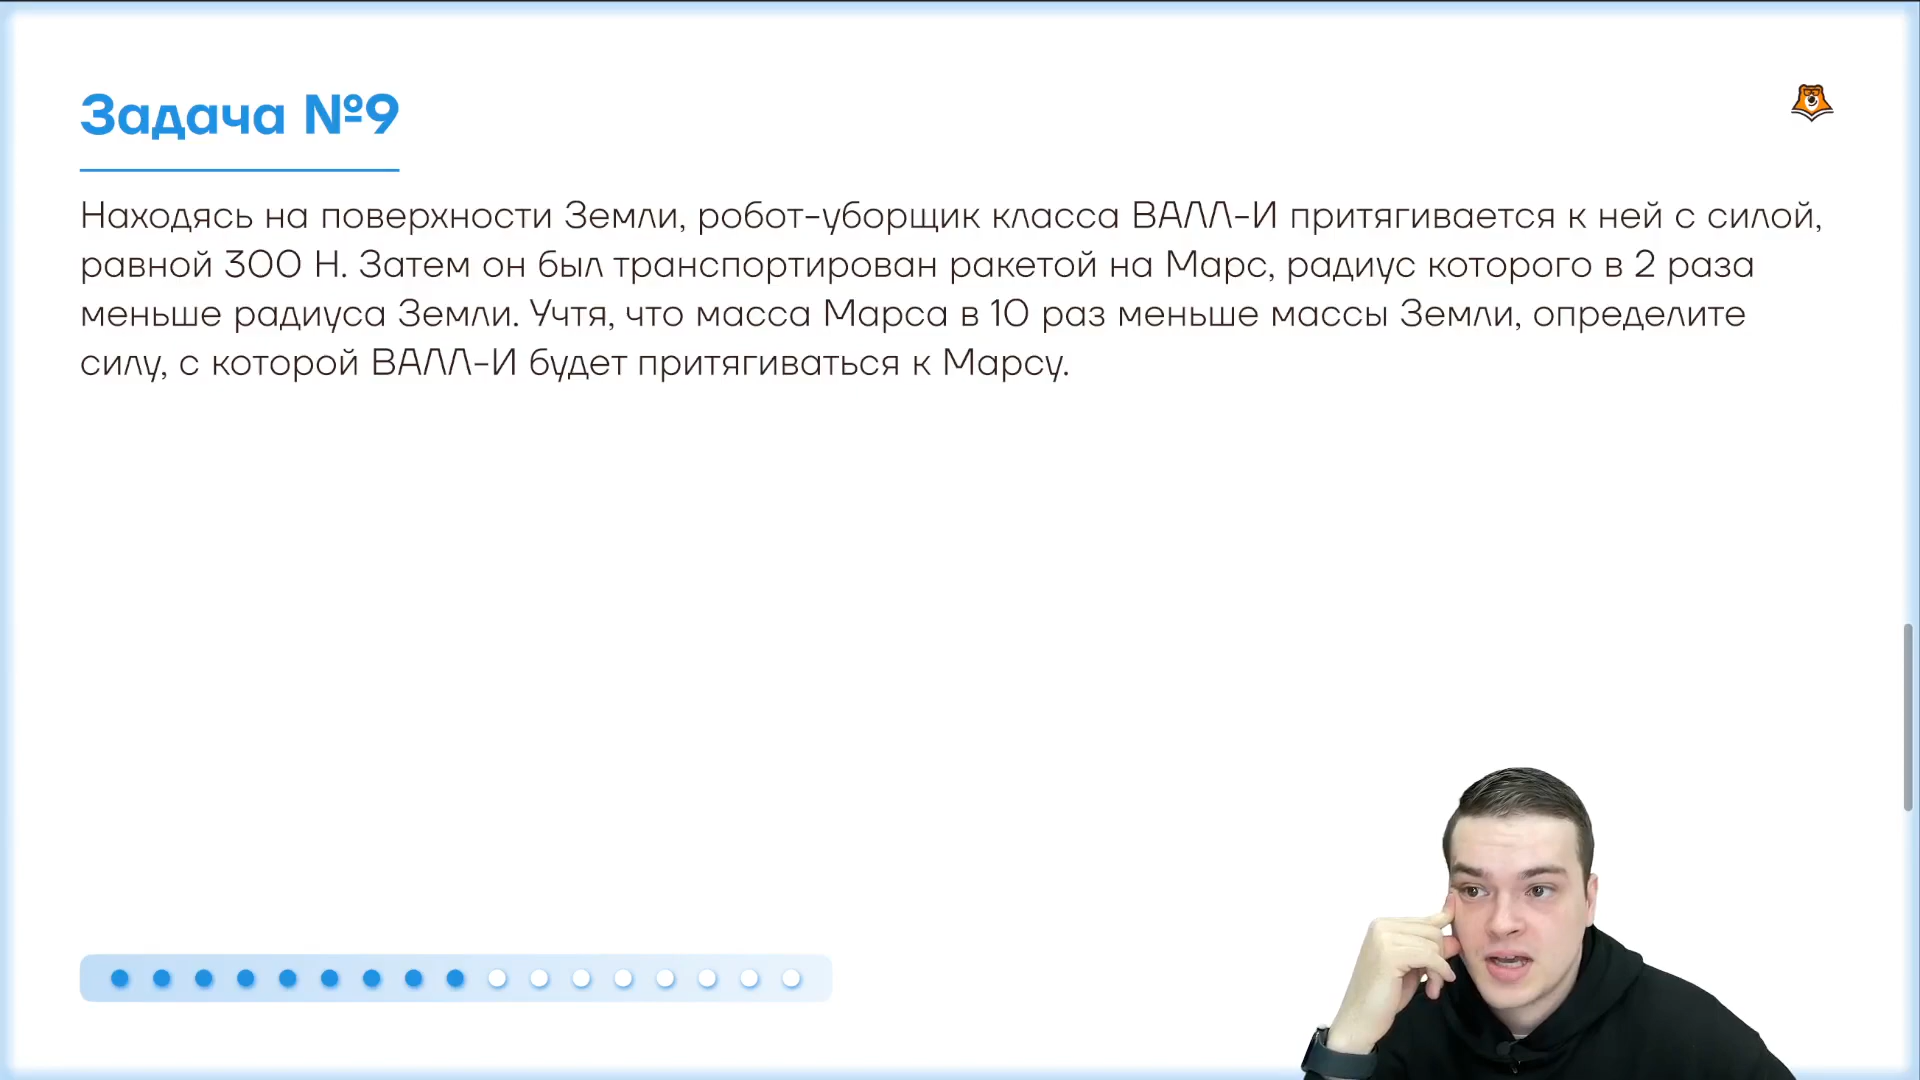 Задача №9
Находясь на поверхности Земли, робот-уборщик класса ВАЛЛ-И притягивается к ней с силой,
равной 300 Н. Затем он был транспортирован ракетой на Марс, радиус которого в 2 раза
меньше радиуса Земли. Учтя, что масса Марса в 10 раз меньше массы Земли, определите
силу, с которой ВАЛЛ-И будет притягиваться к Марсу.